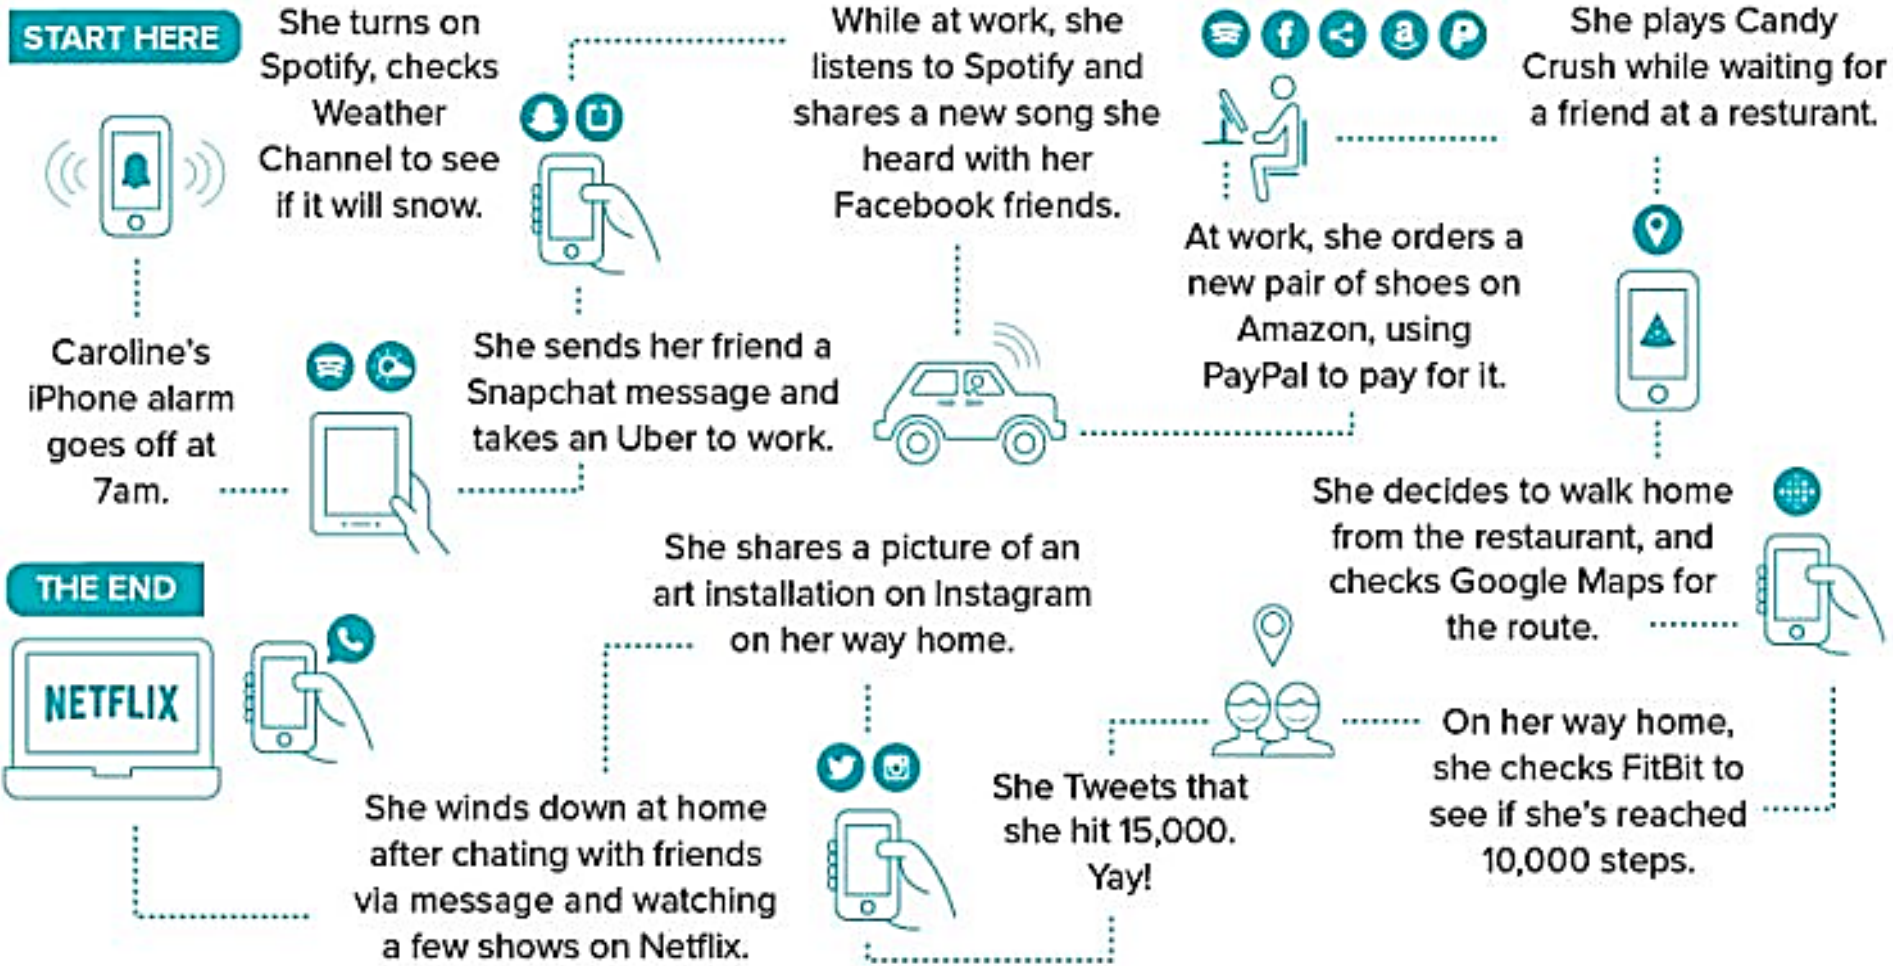 START HERE
Caroline's
iPhone alarm
goes off at
7am.
She turns on
Spotify, checks
Weather
Channel to see
if it will snow.
She sends her friend a
Snapchat message and
takes an Uber to work.
While at work, she
listens to Spotify and
shares a new song she
heard with her
Facebook friends.
At work, she orders a
new pair of shoes on
Amazon, using
PayPal to pay for it.
She plays Candy
Crush while waiting for
a friend at a resturant.
She decides to walk home
from the restaurant, and
checks Google Maps for
the route.
On her way home,
she checks FitBit to
see if she's reached
10,000 steps.
She Tweets that
she hit 15,000.
Yay!
She shares a picture of an
art installation on Instagram
on her way home.
She winds down at home
after chating with friends
via message and watching
a few shows on Netflix.
THE END
NETFLIX